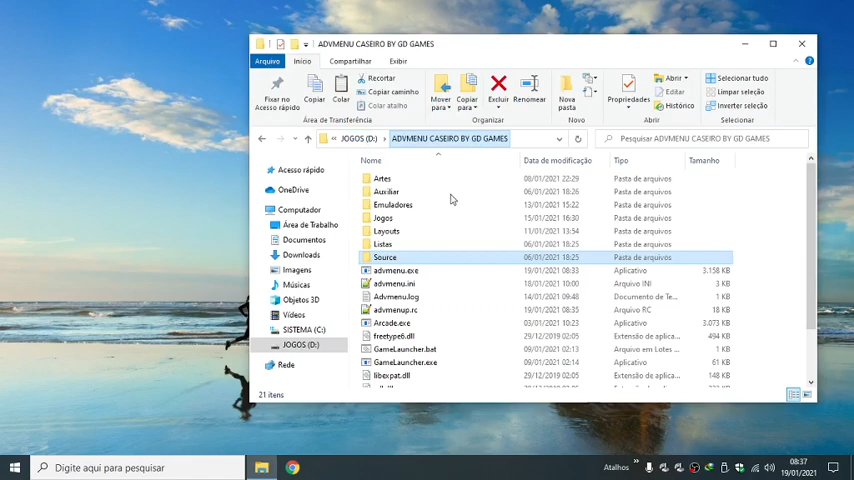 ADVMENU CASEIRO BY GD GAMES
Arquivo Início Compartilhar Exibir
Fixar no Acesso rápido
Copiar
Colar
Recortar
Copiar caminho
Colar atalho
Mover para
Copiar para
Excluir
Renomear
Nova pasta
Propriedades
Abrir
Editar
Histórico
Selecionar tudo
Limpar seleção
Inverter seleção
Área de Transferência Organizar Novo Abrir Selecionar
« JOGOS (D:) › ADVMENU CASEIRO BY GD GAMES
Pesquisar ADVMENU CASEIRO BY GD GAMES
Acesso rápido
OneDrive
Computador
Área de Trabalho
Documentos
Downloads
Imagens
Músicas
Objetos 3D
Vídeos
SISTEMA (C:)
JOGOS (D:)
Rede
Nome Data de modificação Tipo Tamanho
Artes 08/01/2021 22:29 Pasta de arquivos
Auxiliar 06/01/2021 18:26 Pasta de arquivos
Emuladores 13/01/2021 15:22 Pasta de arquivos
Jogos 15/01/2021 16:30 Pasta de arquivos
Layouts 11/01/2021 13:54 Pasta de arquivos
Listas 06/01/2021 18:25 Pasta de arquivos
Source 06/01/2021 18:25 Pasta de arquivos
advmenu.exe 19/01/2021 08:33 Aplicativo 3.158 KB
advmenu.ini 18/01/2021 10:00 Arquivo INI 3 KB
Advmenu.log 14/01/2021 09:48 Documento de Te... 1 KB
advmenup.rc 19/01/2021 08:35 Arquivo RC 18 KB
Arcade.exe 03/01/2021 10:23 Aplicativo 3.073 KB
freetype6.dll 29/12/2019 02:05 Extensão de aplica... 494 KB
GameLauncher.bat 09/01/2021 02:13 Arquivo em Lotes ... 1 KB
GameLauncher.exe 09/01/2021 02:14 Aplicativo 61 KB
libexpat.dll 29/12/2019 02:05 Extensão de aplica... 148 KB
21 itens
Digite aqui para pesquisar
Atalhos
08:37
19/01/2021